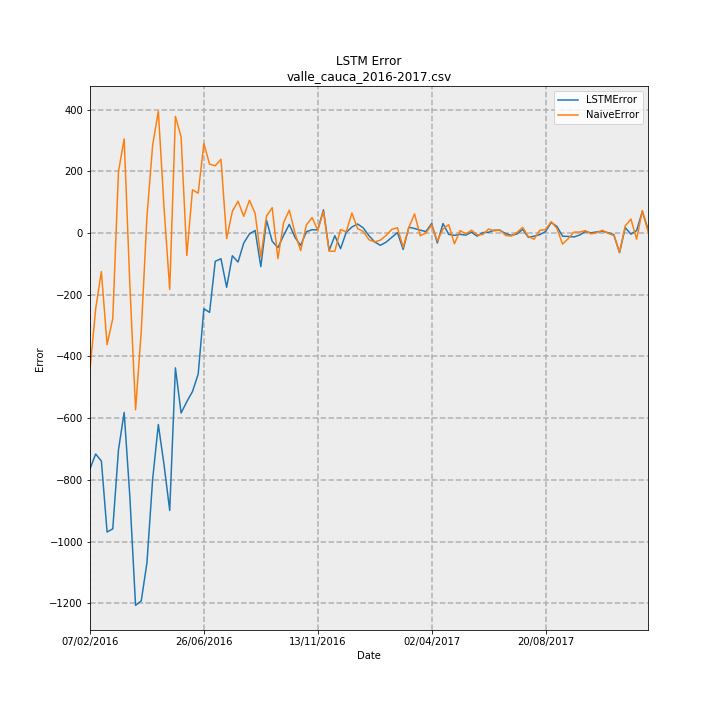 LSTM Error
valle_cauca_2016-2017.csv
LSTMError
NaiveError
400
200
0
−200
−400
−600
−800
−1000
−1200
Error
07/02/2016 26/06/2016 13/11/2016 02/04/2017 20/08/2017
Date